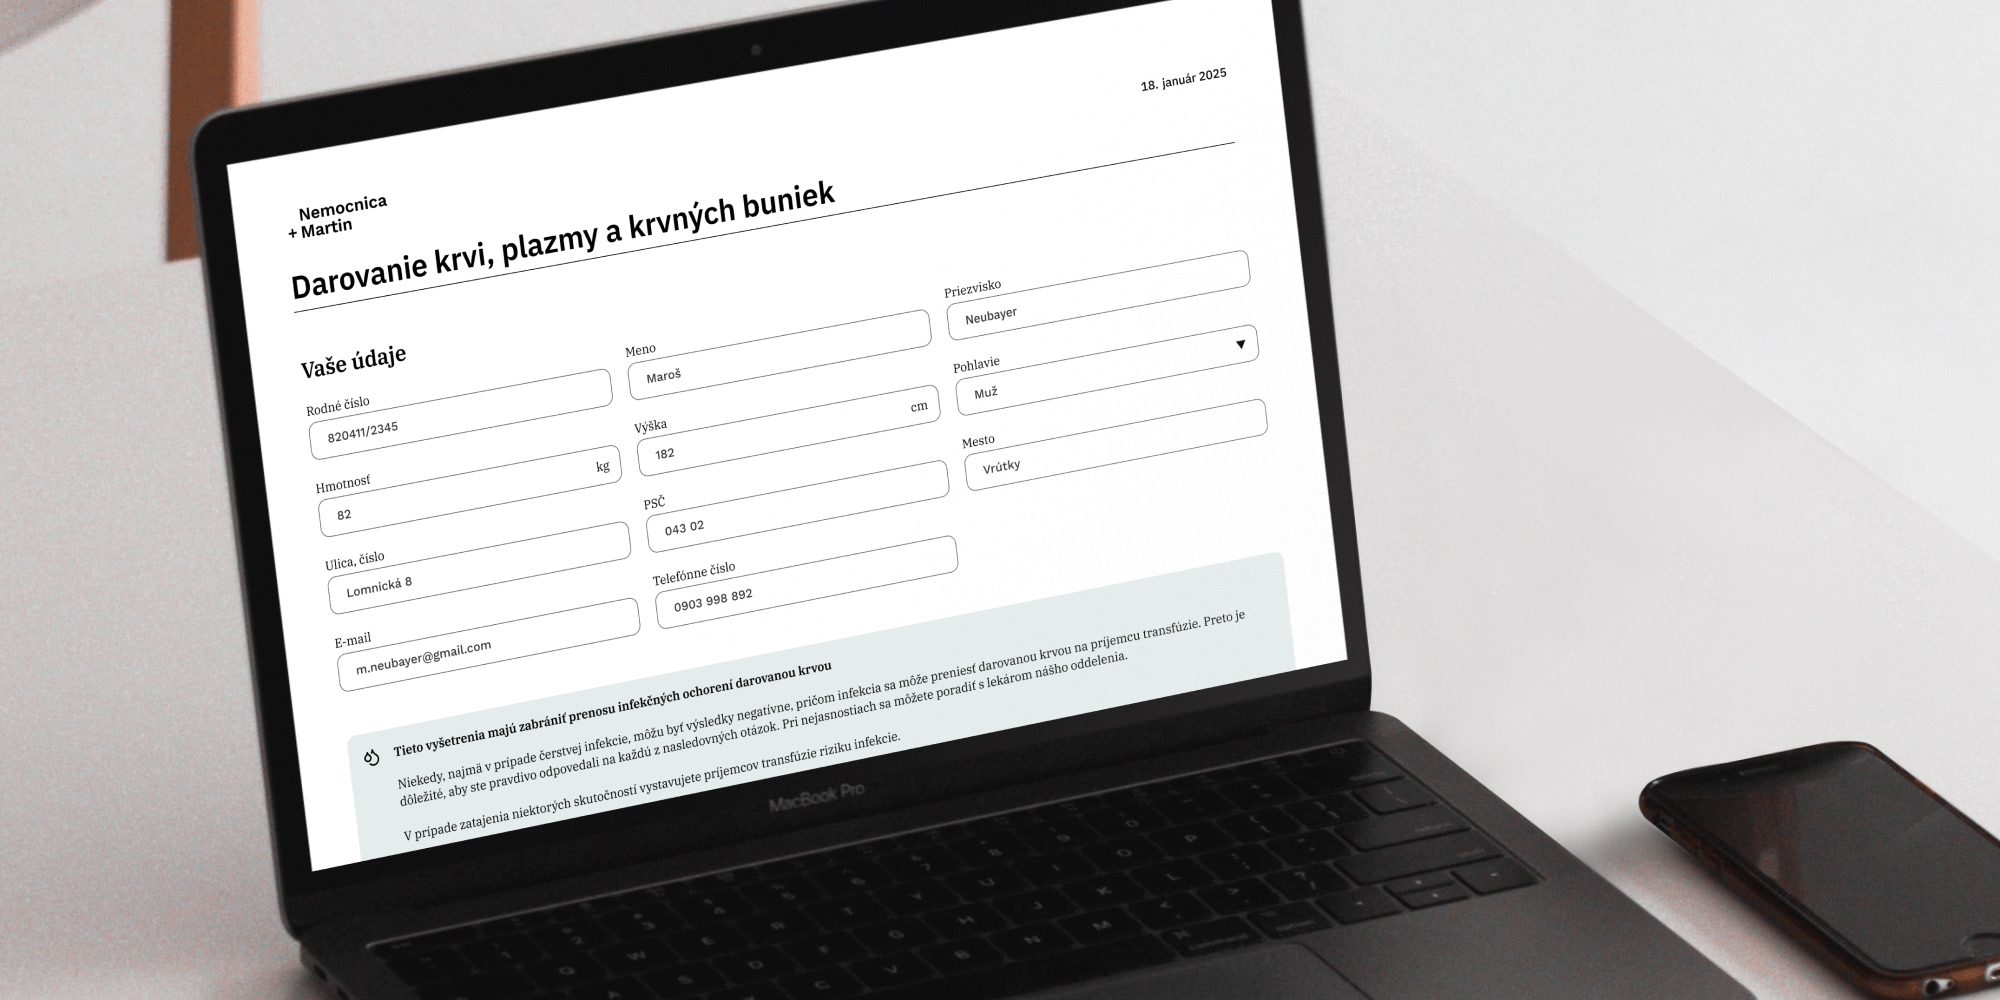 18. január 2025
Nemocnica
+ Martin
Darovanie krvi, plazmy a krvných buniek
Vaše údaje
Rodné číslo
820411/2345
Meno
Maroš
Priezvisko
Neubayer
Hmotnosť
82 kg
Výška
182 cm
Pohlavie
Muž
Ulica, číslo
Lomnická 8
PSČ
043 02
Mesto
Vrútky
E-mail
m.neubayer@gmail.com
Telefónne číslo
0903 998 892
Tieto vyšetrenia majú zabrániť prenosu infekčných ochorení darovanou krvou
Niekedy, najmä v prípade čerstvej infekcie, môžu byť výsledky negatívne, pričom infekcia sa môže preniesť darovanou krvou na príjemcu transfúzie. Preto je
dôležité, aby ste pravdivo odpovedali na každú z nasledovných otázok. Pri nejasnostiach sa môžete poradiť s lekárom nášho oddelenia.
V prípade zatajenia niektorých skutočností vystavujete príjemcov transfúzie riziku infekcie.
MacBook Pro